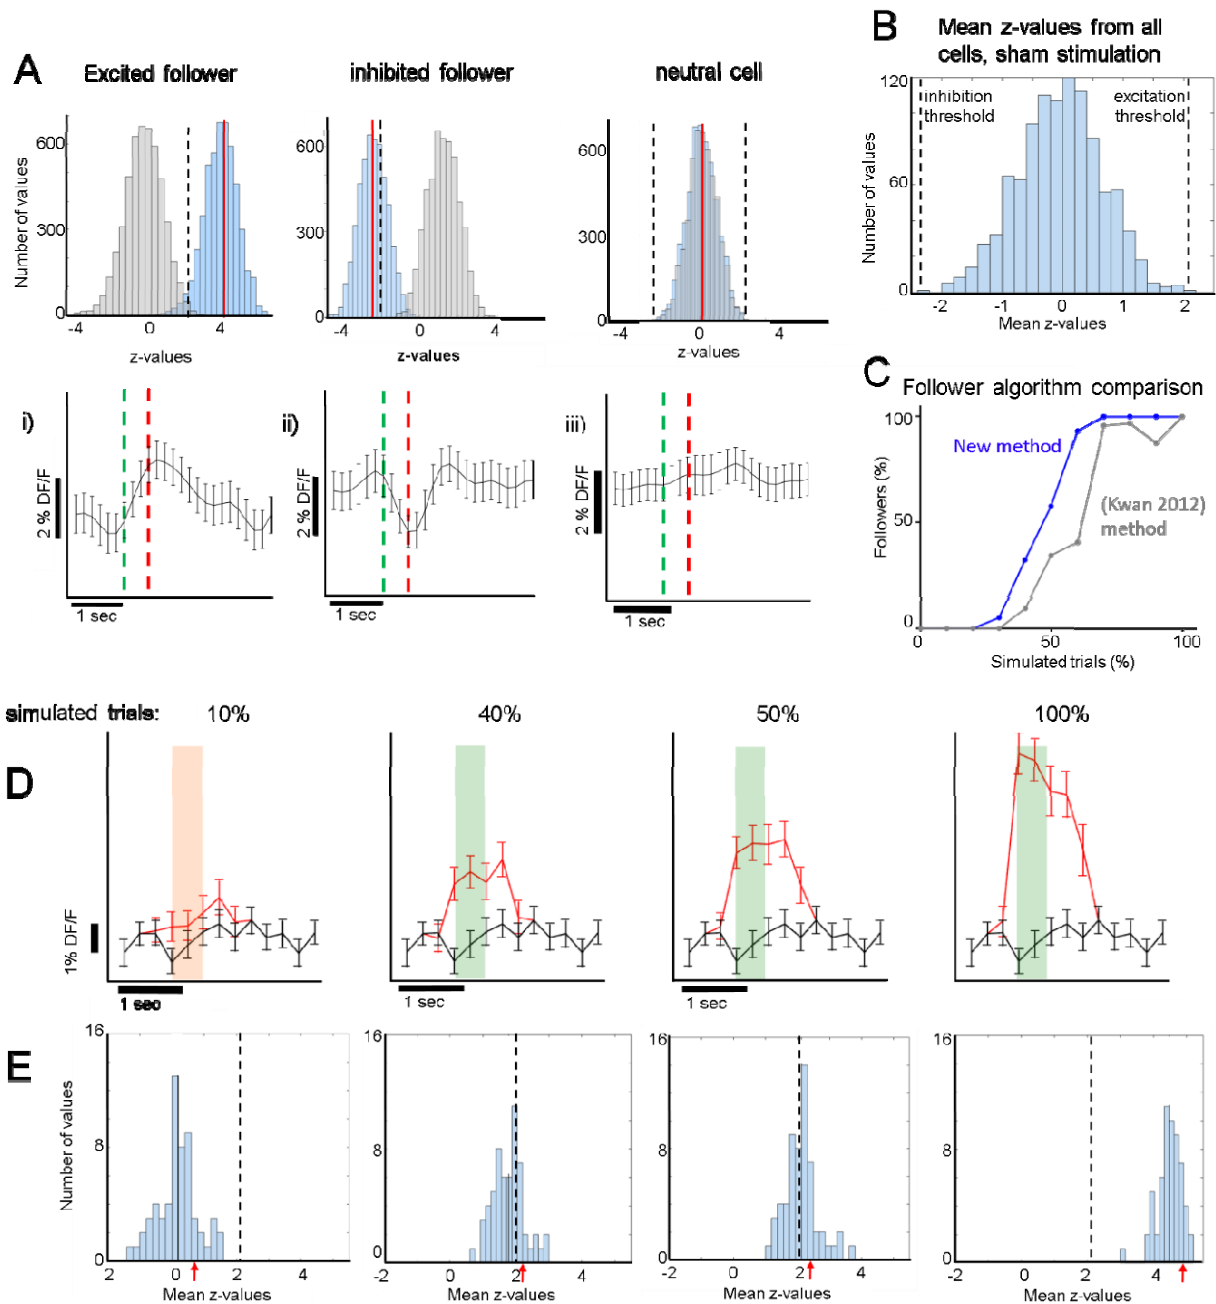 A
Excited follower
inhibited follower
neutral cell
B
Mean z-values from all
cells, sham stimulation
Number of values
600
300
0
-4
0
4
z-values
600
300
0
-4
0
4
z-values
600
300
0
-4
0
4
z-values
Number of values
120
60
0
inhibition
threshold
excitation
threshold
-2
-1
0
1
2
Mean z-values
i)
2 % DF/F
1 sec
ii)
2 % DF/F
1 sec
iii)
2 % DF/F
1 sec
C
Follower algorithm comparison
Followers (%)
100
50
0
New method
(Kwan 2012)
method
0
50
100
Simulated trials (%)
simulated trials:
10%
40%
50%
100%
D
1% DF/F
1 sec
1 sec
1 sec
E
Number of values
16
8
0
2
0
2
4
Mean z-values
16
8
0
-2
0
2
4
Mean z-values
16
8
0
-2
0
2
4
Mean z-values
16
8
0
-2
0
2
4
Mean z-values